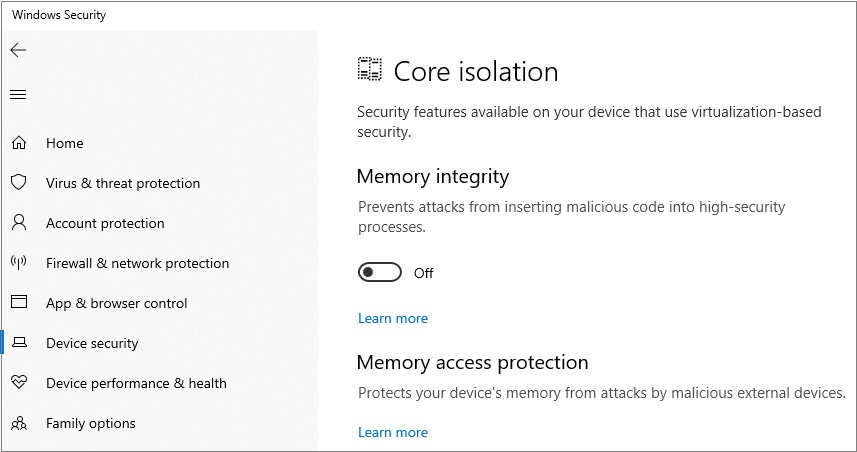 Windows Security
Home
Virus & threat protection
Account protection
Firewall & network protection
App & browser control
Device security
Device performance & health
Family options
Core isolation
Security features available on your device that use virtualization-based
security.
Memory integrity
Prevents attacks from inserting malicious code into high-security
processes.
Off
Learn more
Memory access protection
Protects your device's memory from attacks by malicious external devices.
Learn more